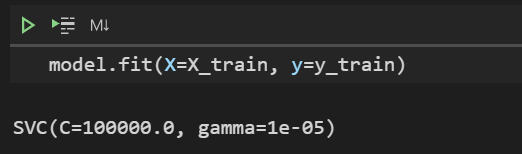 M↓
model.fit(X=X_train, y=y_train)
SVC(C=100000.0, gamma=1e-05)